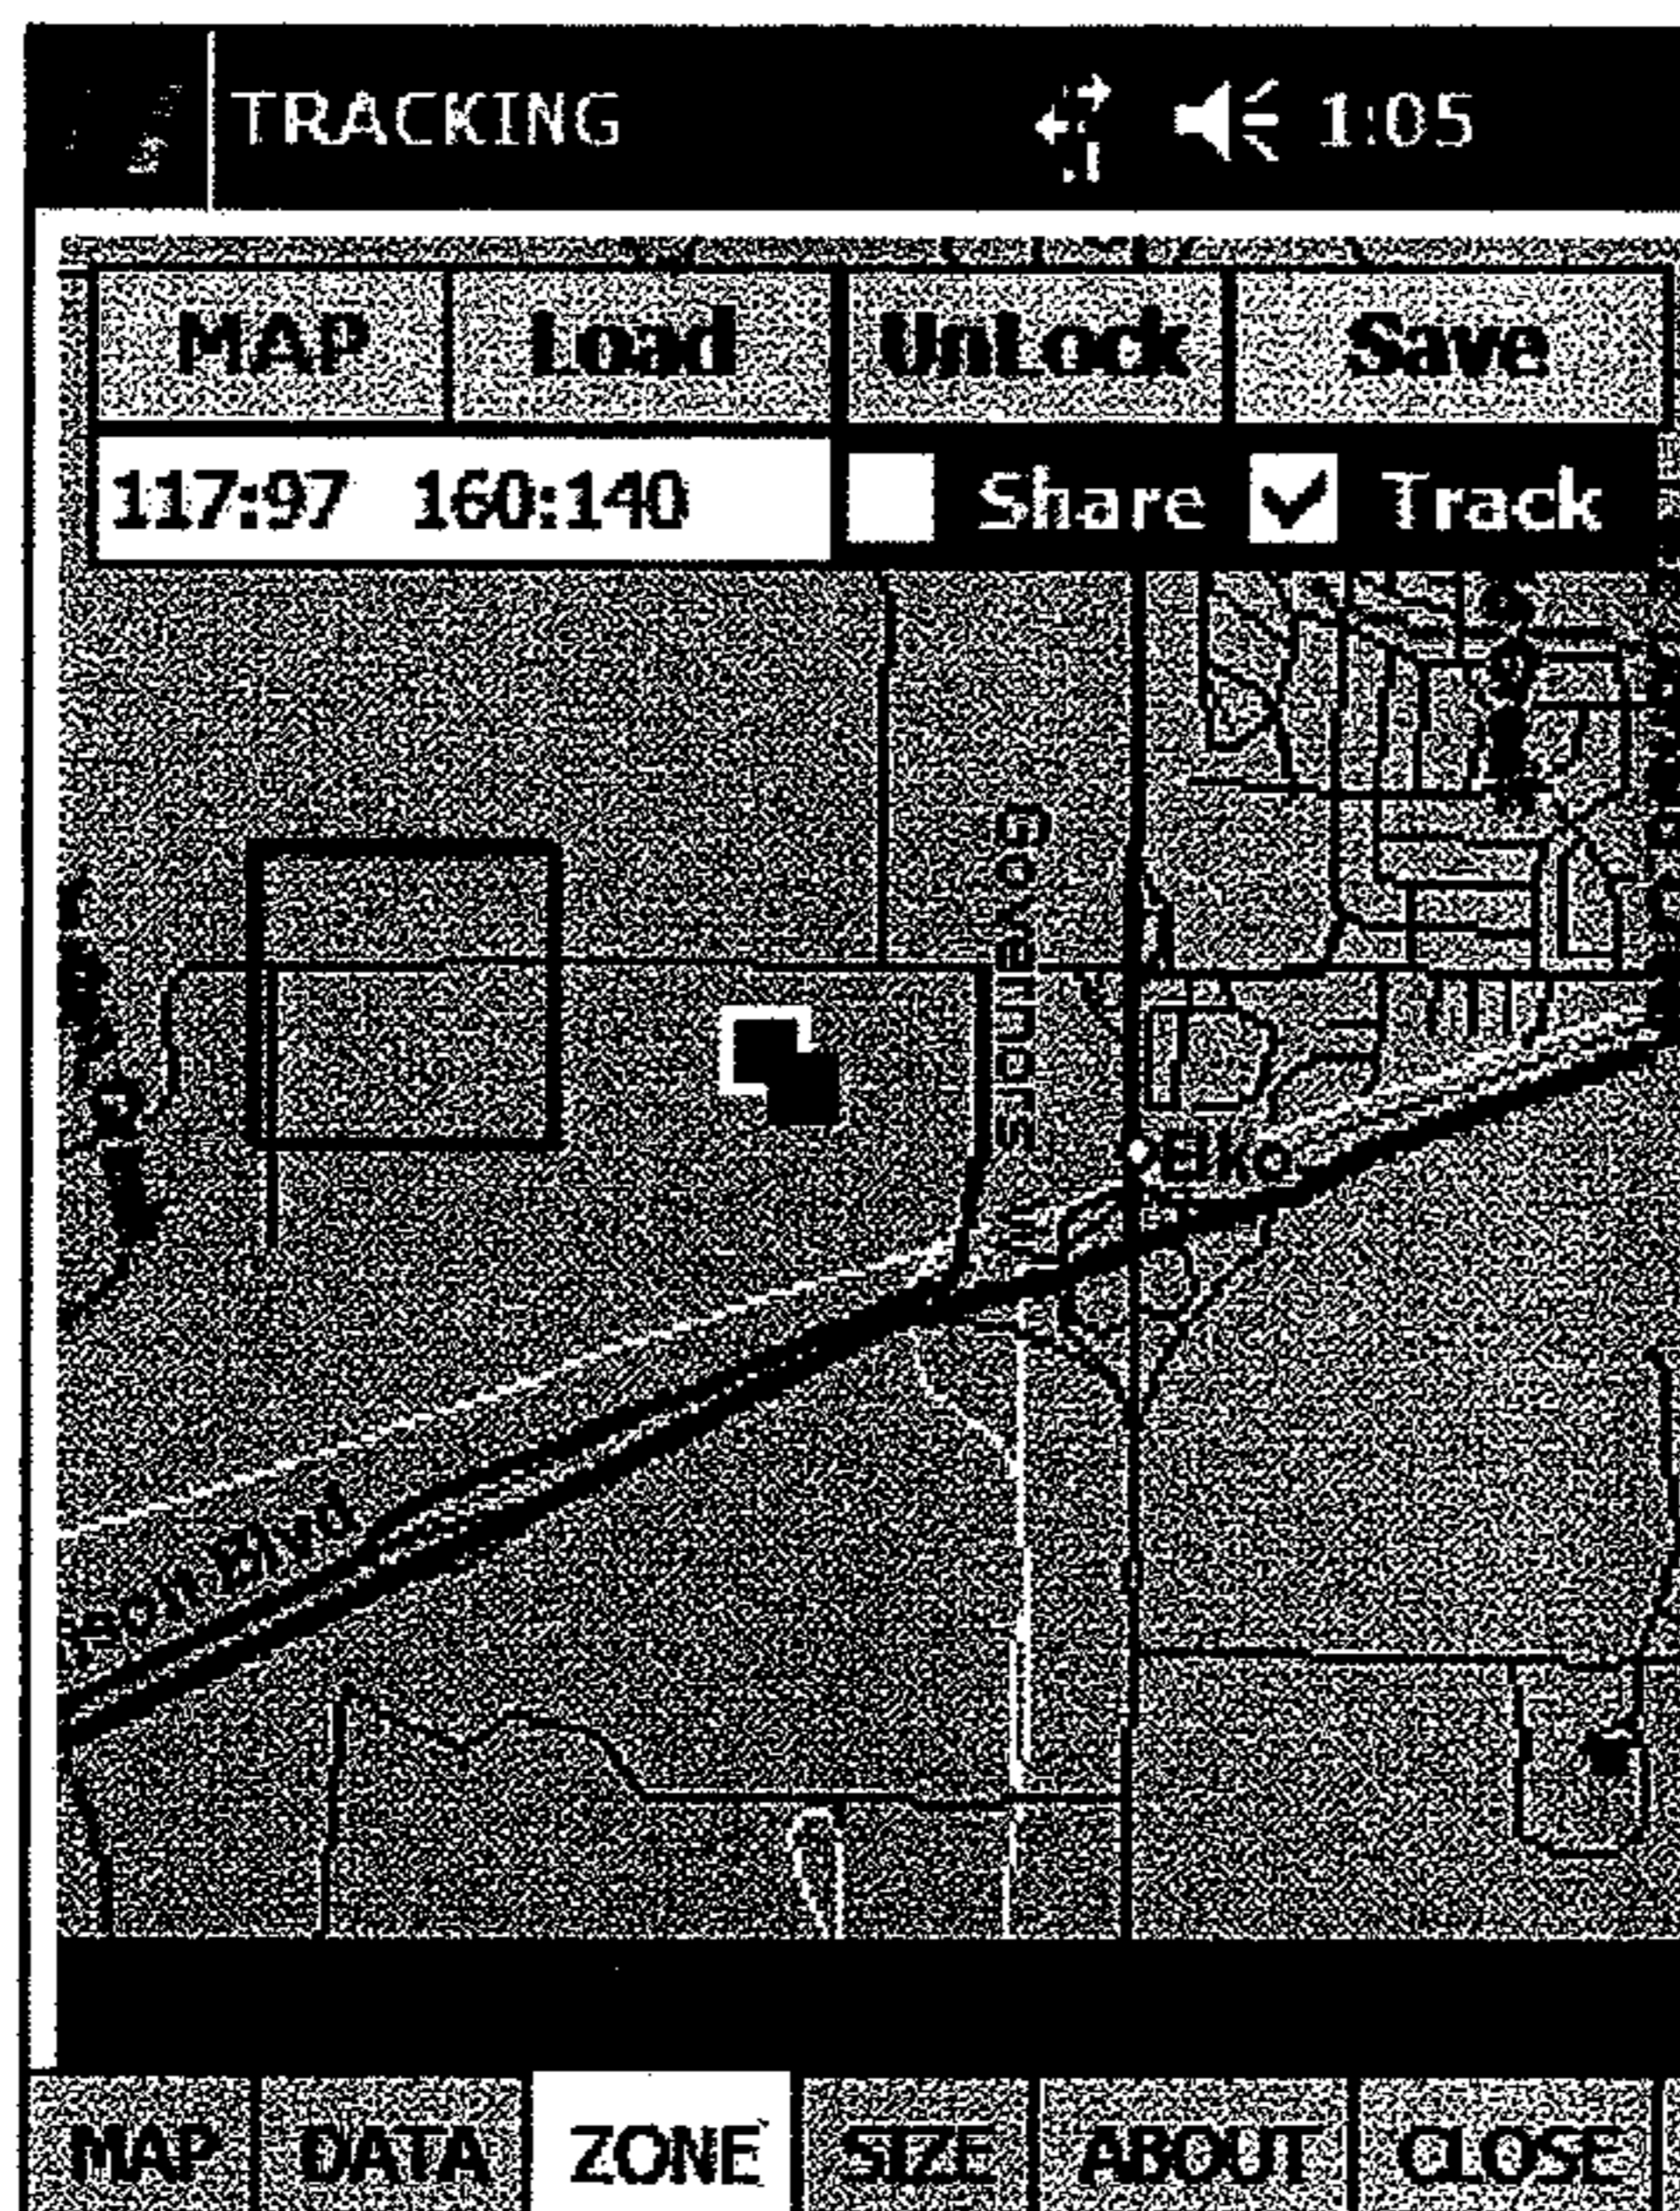 TRACKING 1:05
MAP Load UnLock Save
117:97 160:140 Share Track
Governors
Elko
Blvd
MAP DATA ZONE SIZE ABOUT CLOSE